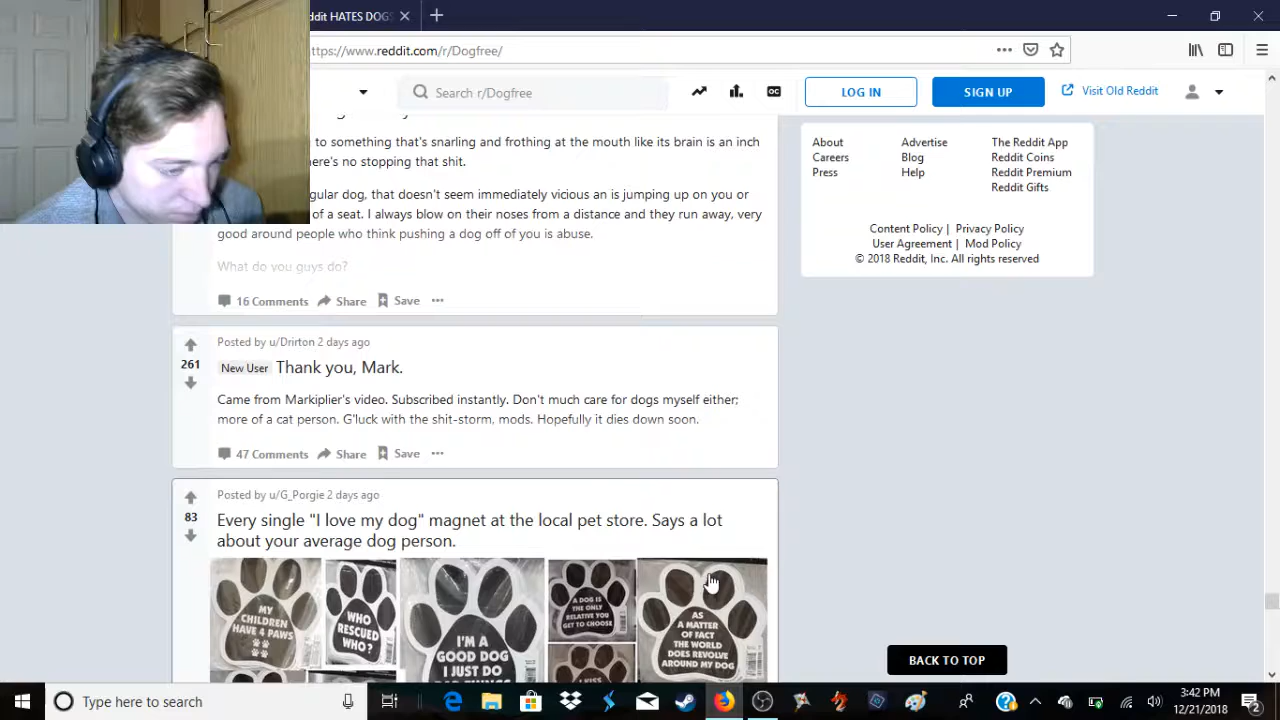 ddit HATES DOGS
ttps://www.reddit.com/r/Dogfree/
Search r/Dogfree
LOG IN
SIGN UP
Visit Old Reddit
to something that's snarling and frothing at the mouth like its brain is an inch
here's no stopping that shit.
gular dog, that doesn't seem immediately vicious an is jumping up on you or
of a seat. I always blow on their noses from a distance and they run away, very
good around people who think pushing a dog off of you is abuse.
What do you guys do?
16 Comments Share Save
About Advertise The Reddit App
Careers Blog Reddit Coins
Press Help Reddit Premium
Reddit Gifts
Content Policy | Privacy Policy
User Agreement | Mod Policy
© 2018 Reddit, Inc. All rights reserved
Posted by u/Drirton 2 days ago
261
New User Thank you, Mark.
Came from Markiplier's video. Subscribed instantly. Don't much care for dogs myself either;
more of a cat person. G'luck with the shit-storm, mods. Hopefully it dies down soon.
47 Comments Share Save
Posted by u/G_Porgie 2 days ago
83
Every single "I love my dog" magnet at the local pet store. Says a lot
about your average dog person.
MY
CHILDREN
HAVE 4 PAWS
WHO
RESCUED
WHO?
I'M A
GOOD DOG
I JUST DO
A DOG IS
THE ONLY
RELATIVE YOU
GET TO CHOOSE
I KISS
AS
A MATTER
OF FACT
THE WORLD
DOES REVOLVE
AROUND MY DOG
BACK TO TOP
Type here to search
3:42 PM
12/21/2018
2